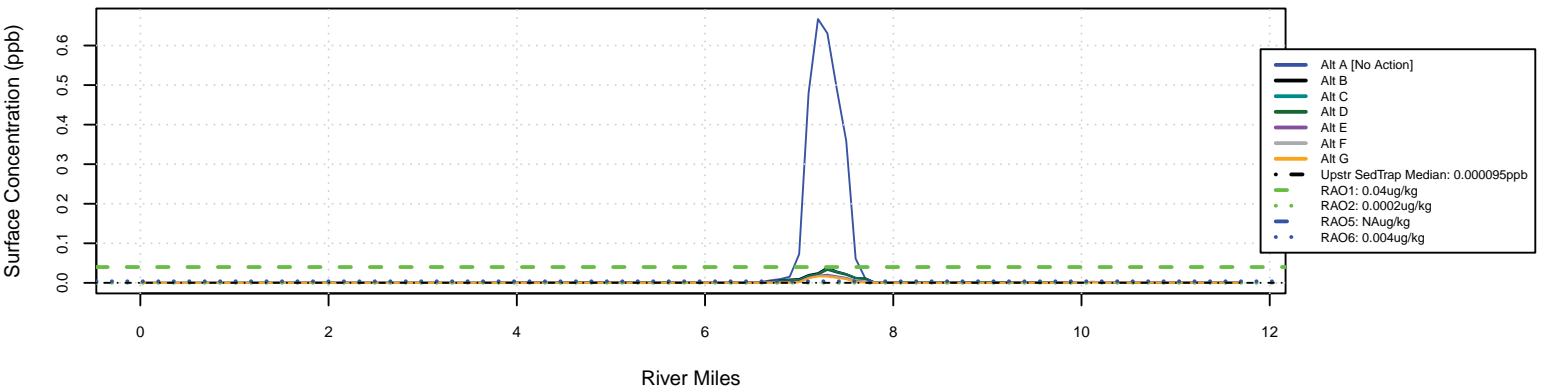 Surface Concentration (ppb)
0.6
0.5
0.4
0.3
0.2
0.1
0.0
0 2 4 6 8 10 12
River Miles
Alt A [No Action]
Alt B
Alt C
Alt D
Alt E
Alt F
Alt G
Upstr SedTrap Median: 0.000095ppb
RAO1: 0.04ug/kg
RAO2: 0.0002ug/kg
RAO5: NAug/kg
RAO6: 0.004ug/kg